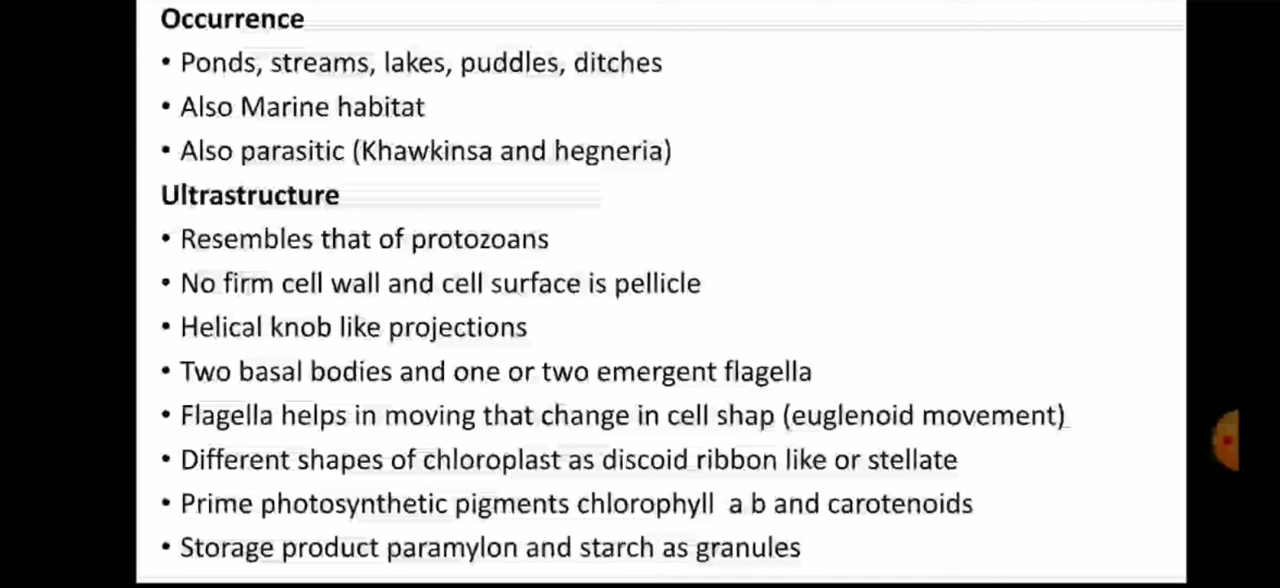 Occurrence
• Ponds, streams, lakes, puddles, ditches
• Also Marine habitat
• Also parasitic (Khawkinsa and hegneria)
Ultrastructure
• Resembles that of protozoans
• No firm cell wall and cell surface is pellicle
• Helical knob like projections
• Two basal bodies and one or two emergent flagella
• Flagella helps in moving that change in cell shap (euglenoid movement)
• Different shapes of chloroplast as discoid ribbon like or stellate
• Prime photosynthetic pigments chlorophyll a b and carotenoids
• Storage product paramylon and starch as granules